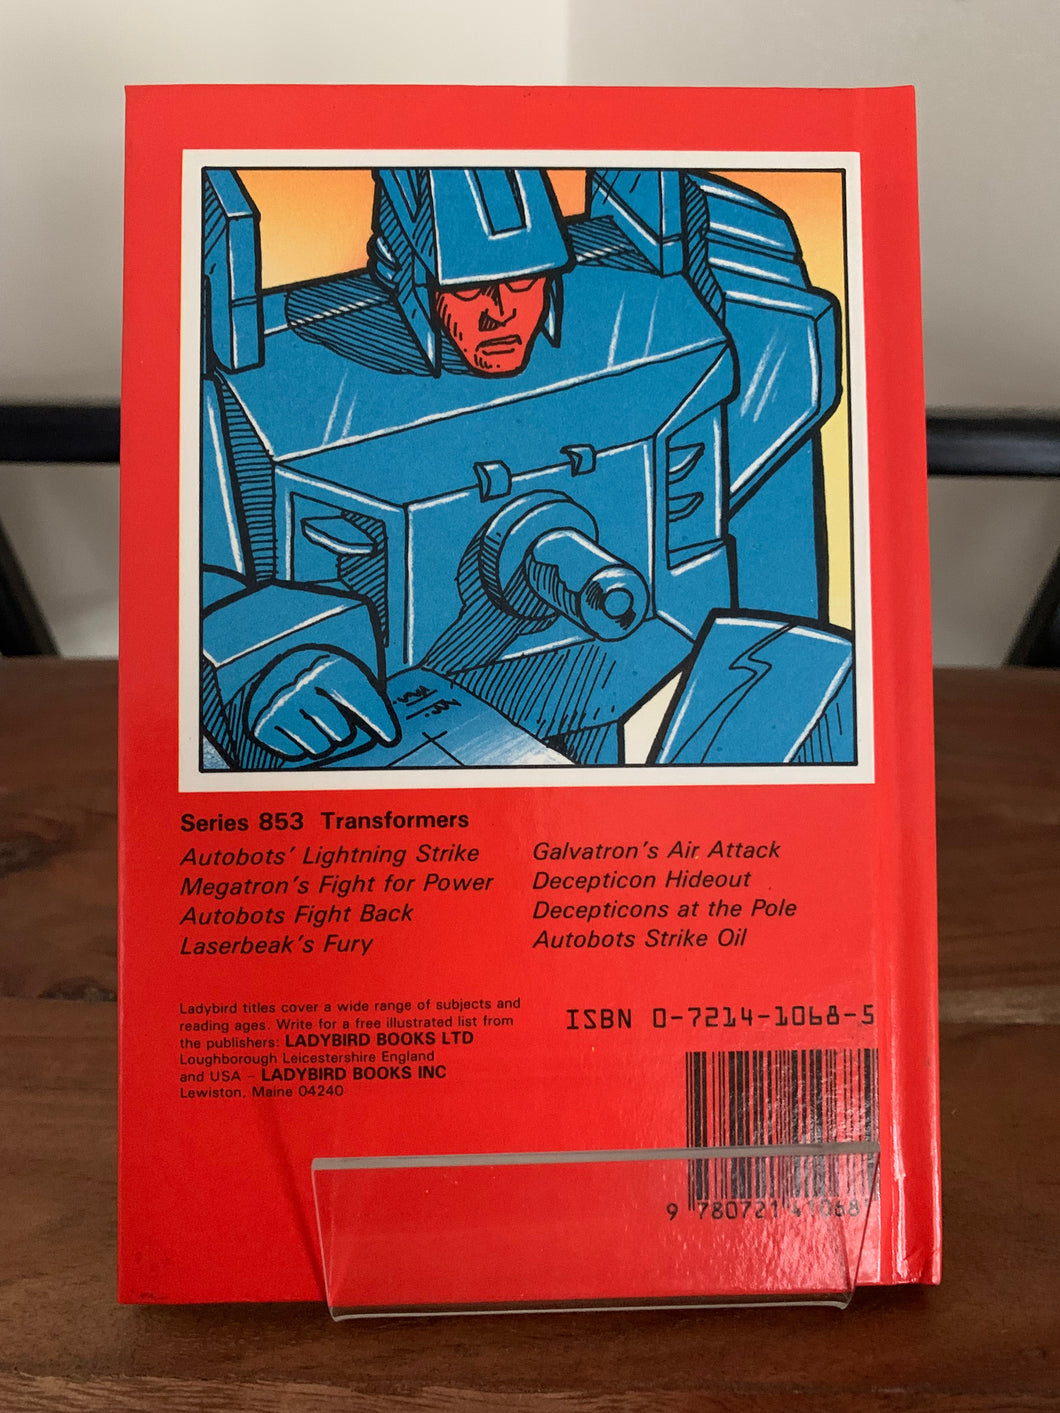 Series 853 Transformers
Autobots' Lightning Strike
Megatron's Fight for Power
Autobots Fight Back
Laserbeak's Fury
Galvatron's Air Attack
Decepticon Hideout
Decepticons at the Pole
Autobots Strike Oil
Ladybird titles cover a wide range of subjects and
reading ages. Write for a free illustrated list from
the publishers: LADYBIRD BOOKS LTD
Loughborough Leicestershire England
and USA – LADYBIRD BOOKS INC
Lewiston, Maine 04240
ISBN 0-7214-1068-5
9 780721 41068